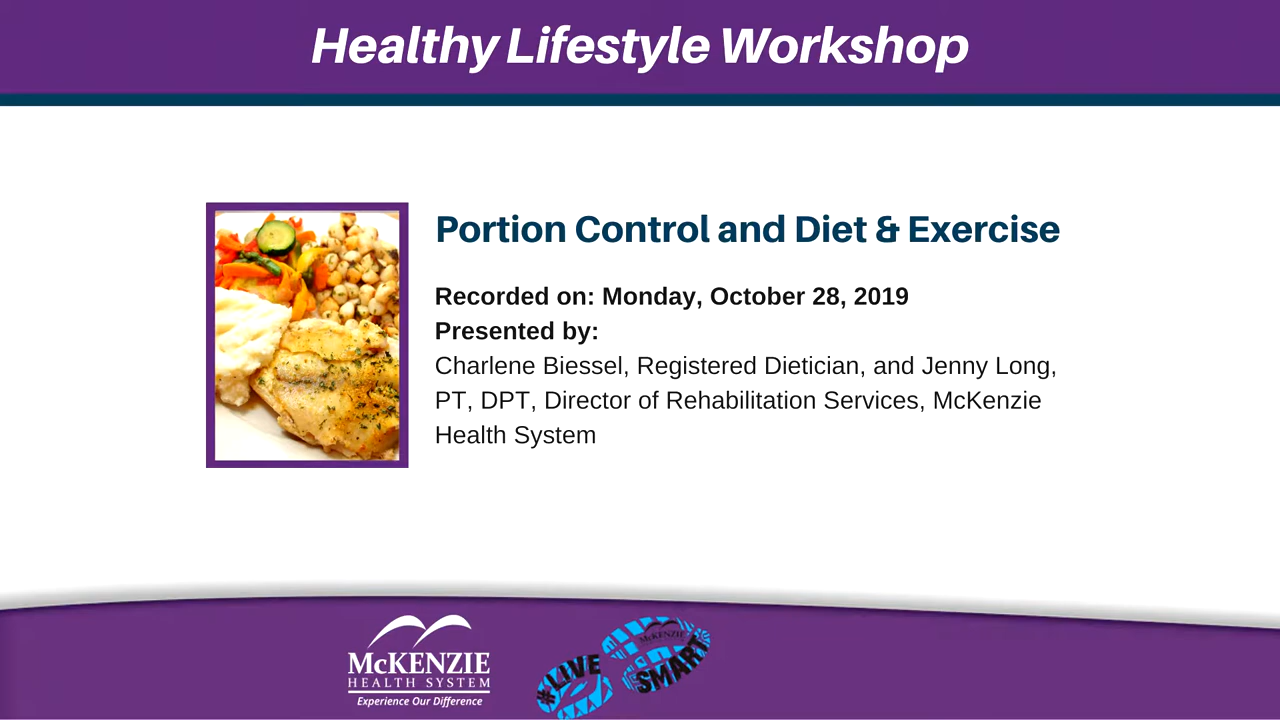 Healthy Lifestyle Workshop
Portion Control and Diet & Exercise
Recorded on: Monday, October 28, 2019
Presented by:
Charlene Biessel, Registered Dietician, and Jenny Long,
PT, DPT, Director of Rehabilitation Services, McKenzie
Health System
McKENZIE
HEALTH SYSTEM
Experience Our Difference
#LIVE
McKENZIE
SMART